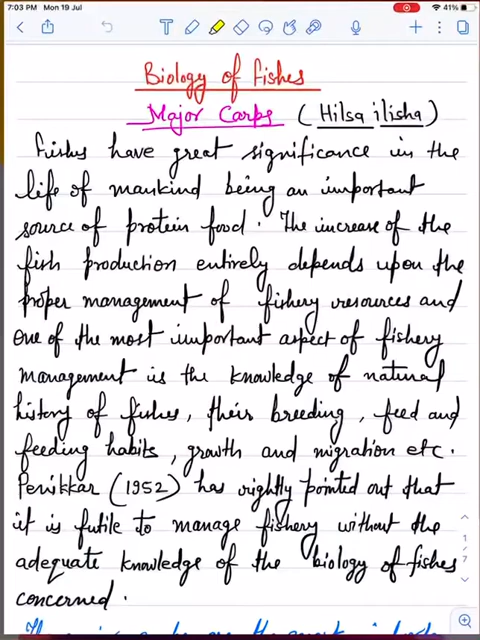 7:03 PM Mon 19 Jul
41%
Biology of Fishes
Major Carps (Hilsa ilisha)
Fishes have great significance in the
life of mankind being an important
source of protein food. The increase of the
fish production entirely depends upon the
proper management of fishery resources and
one of the most important aspect of fishery
management is the knowledge of natural
history of fishes, their breeding, feed and
feeding habits, growth and migration etc.
Penikkar (1952) has rightly pointed out that
it is futile to manage fishery without the
adequate knowledge of the biology of fishes
concerned.
1
7